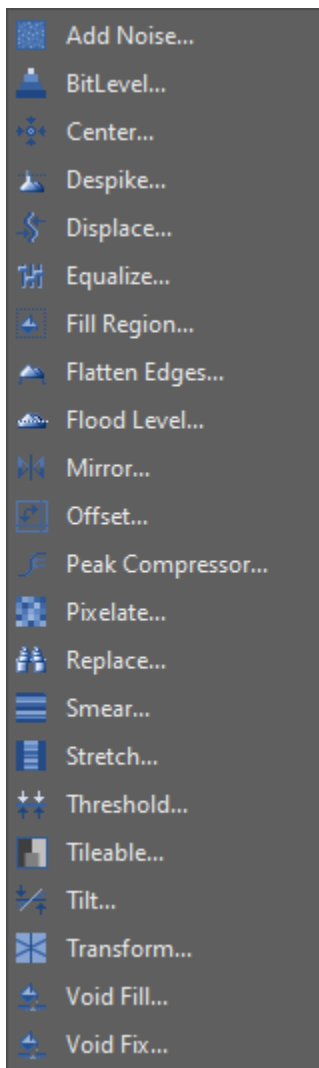 Add Noise...
BitLevel...
Center...
Despike...
Displace...
Equalize...
Fill Region...
Flatten Edges...
Flood Level...
Mirror...
Offset...
Peak Compressor...
Pixelate...
Replace...
Smear...
Stretch...
Threshold...
Tileable...
Tilt...
Transform...
Void Fill...
Void Fix...